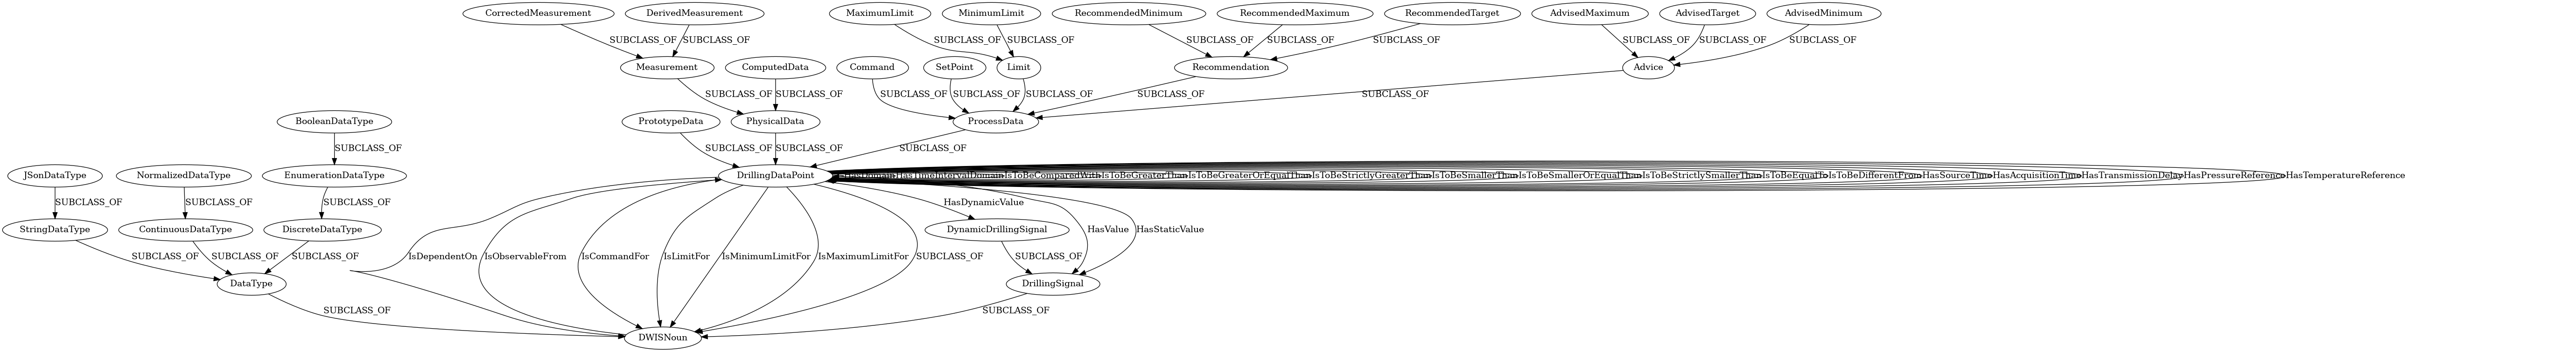 CorrectedMeasurement DerivedMeasurement MaximumLimit MinimumLimit RecommendedMinimum RecommendedMaximum RecommendedTarget AdvisedMaximum AdvisedTarget AdvisedMinimum
SUBCLASS_OF SUBCLASS_OF SUBCLASS_OF SUBCLASS_OF SUBCLASS_OF SUBCLASS_OF SUBCLASS_OF SUBCLASS_OF SUBCLASS_OF SUBCLASS_OF
Measurement ComputedData Command SetPoint Limit Recommendation Advice
SUBCLASS_OF SUBCLASS_OF SUBCLASS_OF SUBCLASS_OF SUBCLASS_OF SUBCLASS_OF SUBCLASS_OF
BooleanDataType PrototypeData PhysicalData ProcessData
SUBCLASS_OF SUBCLASS_OF SUBCLASS_OF SUBCLASS_OF
JSonDataType NormalizedDataType EnumerationDataType DrillingDataPoint HasDomain HasTimeIntervalDomain IsToBeComparedWith IsToBeGreaterThan IsToBeGreaterOrEqualThan IsToBeStrictlyGreaterThan IsToBeSmallerThan IsToBeSmallerOrEqualThan IsToBeStrictlySmallerThan IsToBeEqualTo IsToBeDifferentFrom HasSourceTime HasAcquisitionTime HasTransmissionDelay HasPressureReference HasTemperatureReference
SUBCLASS_OF SUBCLASS_OF SUBCLASS_OF HasDynamicValue
StringDataType ContinuousDataType DiscreteDataType DynamicDrillingSignal HasValue HasStaticValue
SUBCLASS_OF SUBCLASS_OF SUBCLASS_OF IsDependentOn IsObservableFrom IsCommandFor IsLimitFor IsMinimumLimitFor IsMaximumLimitFor SUBCLASS_OF SUBCLASS_OF
DataType DrillingSignal
SUBCLASS_OF SUBCLASS_OF
DWISNoun